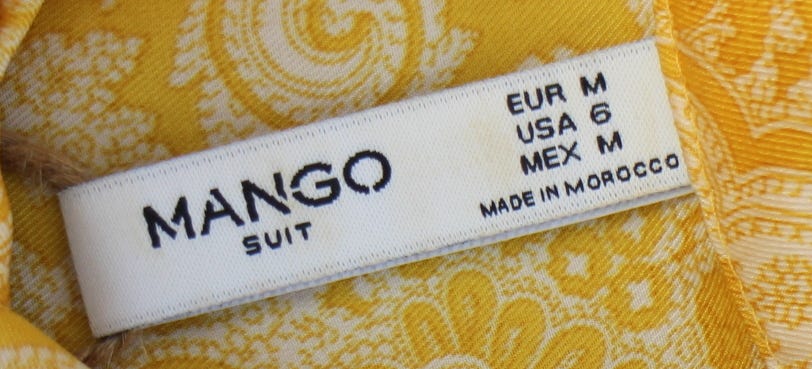 MANGO
SUIT
EUR M
USA 6
MEX M
MADE IN MOROCCO